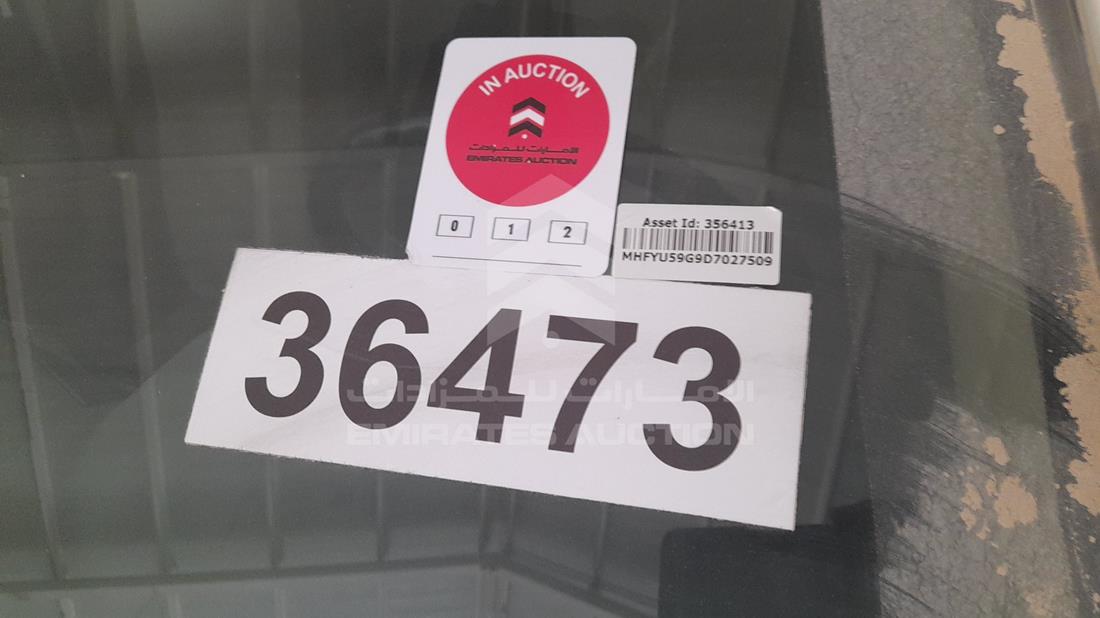 IN AUCTION
الامارات للمزادات
EMIRATES AUCTION
0 1 2
Asset Id: 356413
MHFYU59G9D7027509
36473
الامارات للمزادات
EMIRATES AUCTION